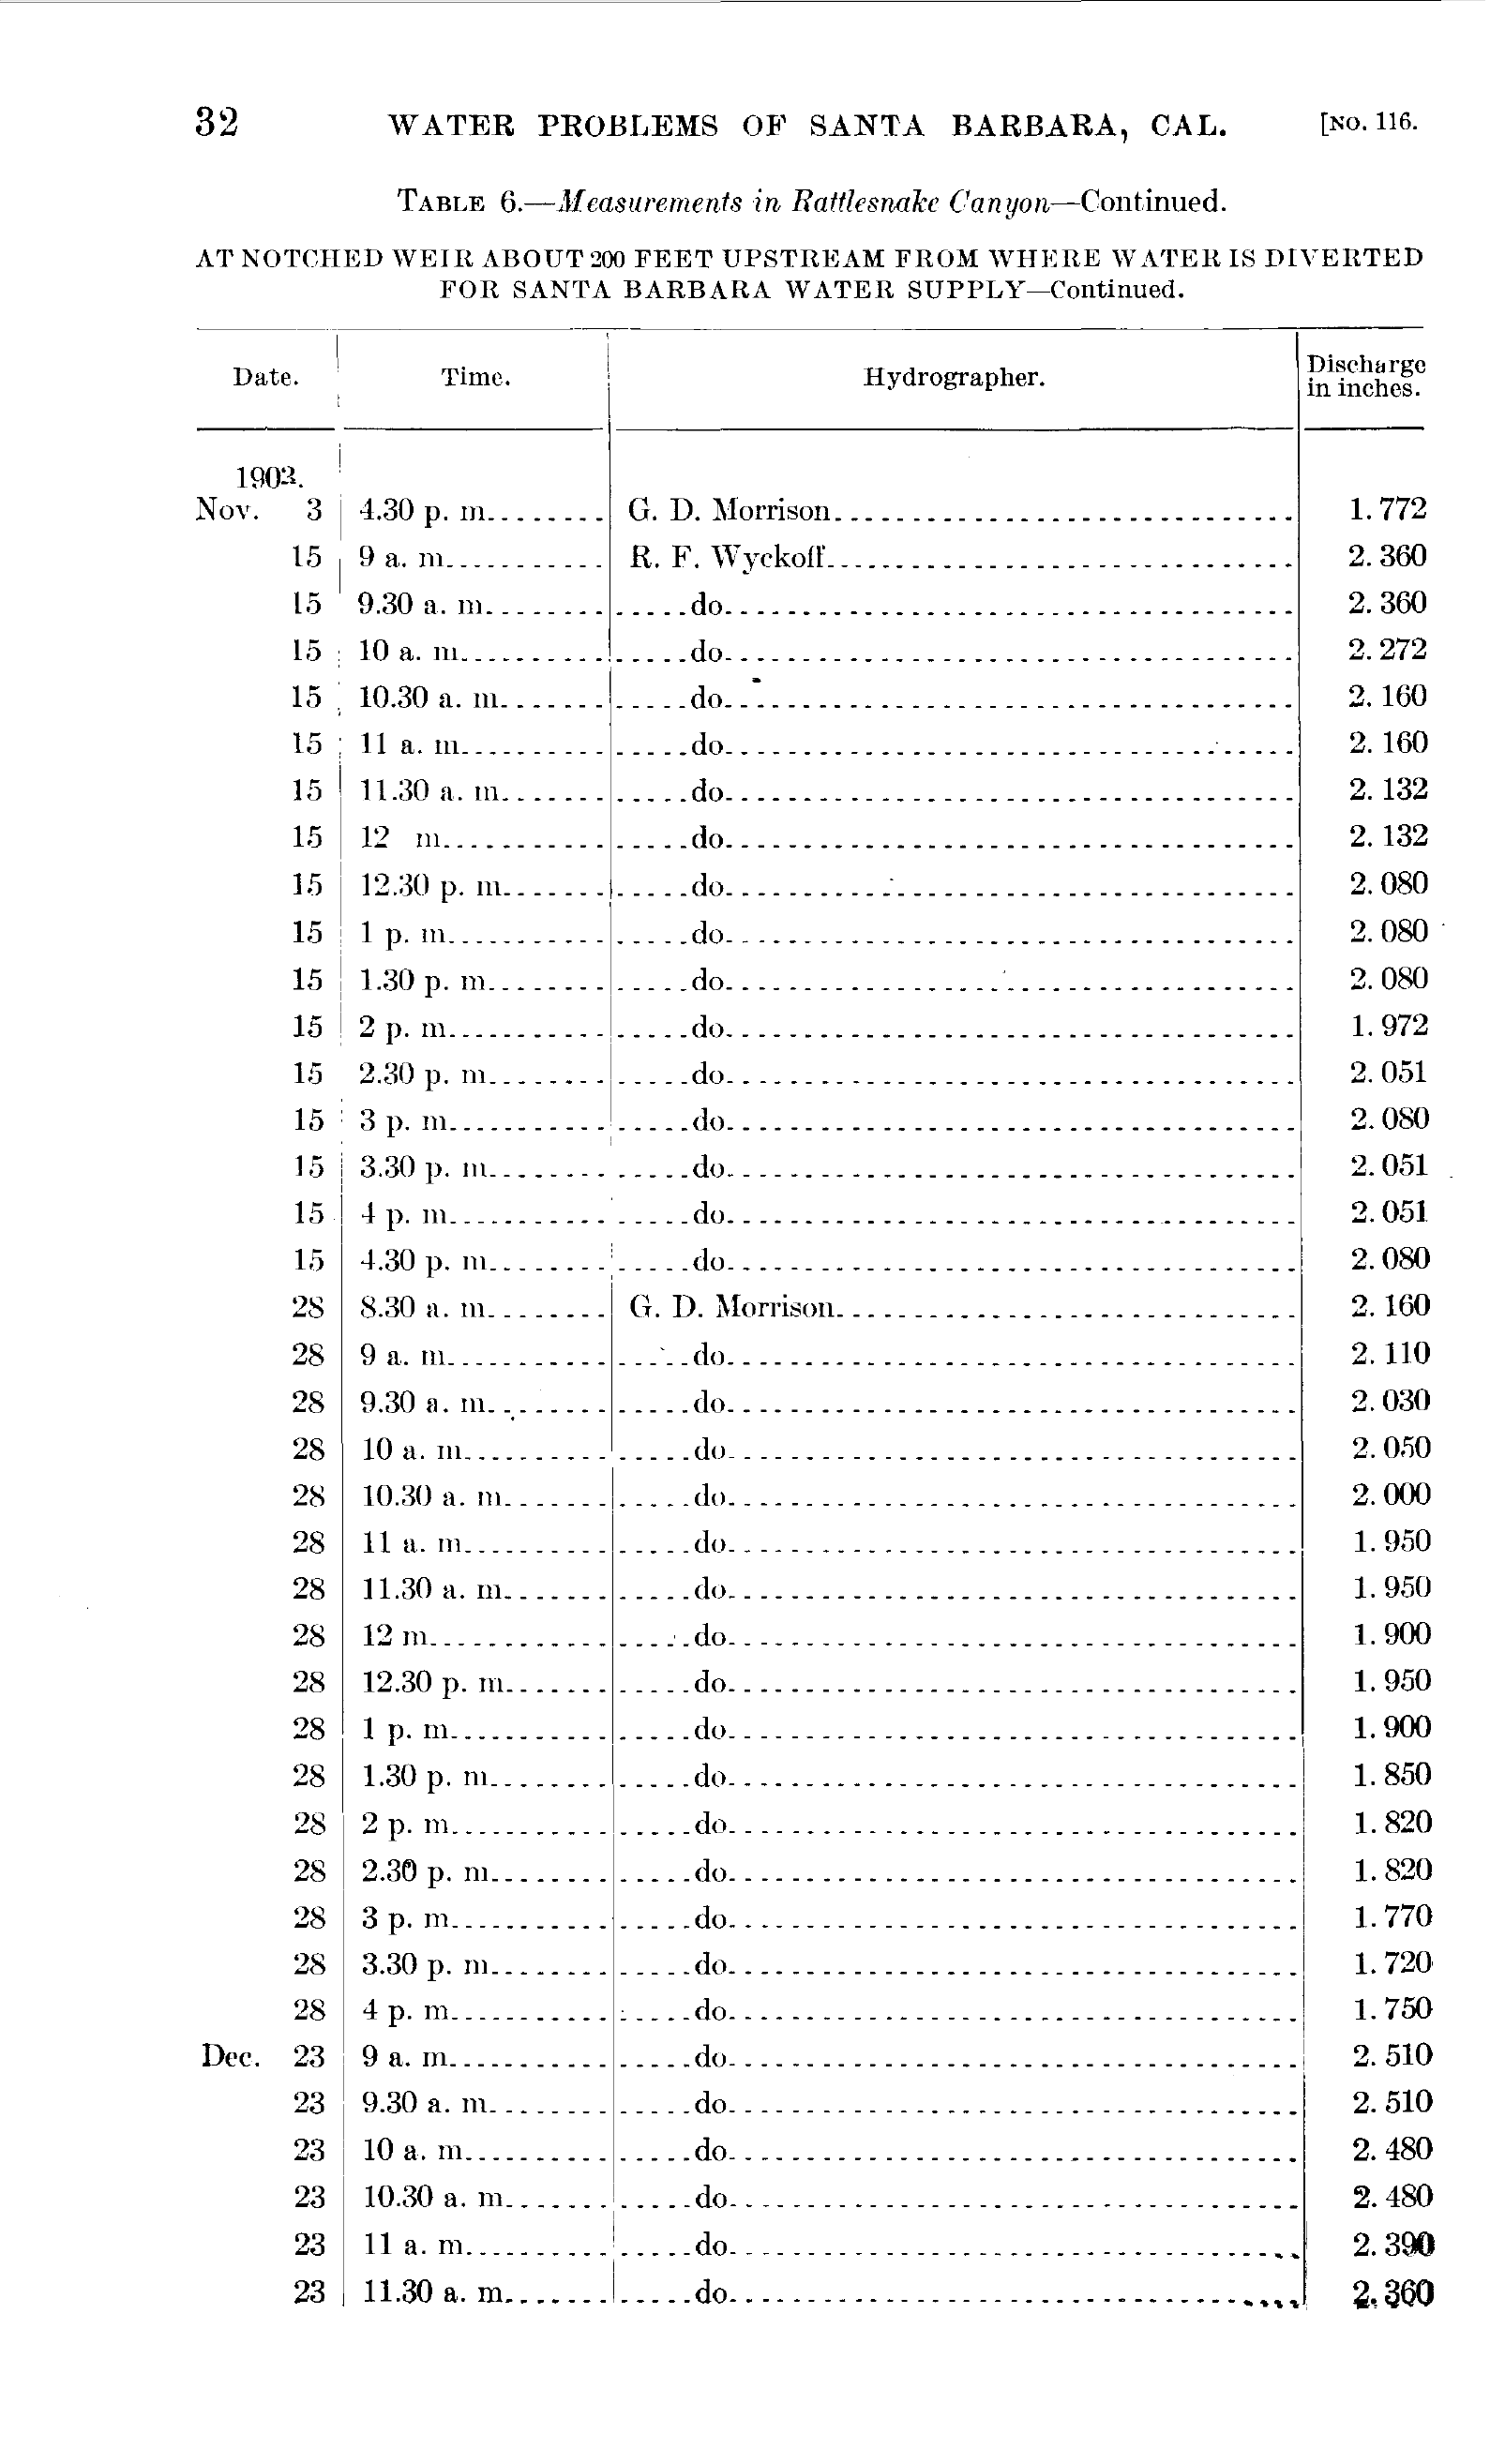 32 WATER PROBLEMS OF SANTA BARBARA, CAL. [NO. 116.
TABLE 6.—Measurements in Rattlesnake Canyon—Continued.
AT NOTCHED WEIR ABOUT 200 FEET UPSTREAM FROM WHERE WATER IS DIVERTED
FOR SANTA BARBARA WATER SUPPLY—Continued.
Date. Time. Hydrographer. Discharge in inches.
1903.
Nov. 3 4.30 p. m. G. D. Morrison 1.772
15 9 a. m. R. F. Wyckoff 2.360
15 9.30 a. m. do 2.360
15 10 a. m. do 2.272
15 10.30 a. m. do 2.160
15 11 a. m. do 2.160
15 11.30 a. m. do 2.132
15 12 m. do 2.132
15 12.30 p. m. do 2.080
15 1 p. m. do 2.080
15 1.30 p. m. do 2.080
15 2 p. m. do 1.972
15 2.30 p. m. do 2.051
15 3 p. m. do 2.080
15 3.30 p. m. do 2.051
15 4 p. m. do 2.051
15 4.30 p. m. do 2.080
28 8.30 a. m. G. D. Morrison 2.160
28 9 a. m. do 2.110
28 9.30 a. m. do 2.030
28 10 a. m. do 2.050
28 10.30 a. m. do 2.000
28 11 a. m. do 1.950
28 11.30 a. m. do 1.950
28 12 m. do 1.900
28 12.30 p. m. do 1.950
28 1 p. m. do 1.900
28 1.30 p. m. do 1.850
28 2 p. m. do 1.820
28 2.30 p. m. do 1.820
28 3 p. m. do 1.770
28 3.30 p. m. do 1.720
28 4 p. m. do 1.750
Dec. 23 9 a. m. do 2.510
23 9.30 a. m. do 2.510
23 10 a. m. do 2.480
23 10.30 a. m. do 2.480
23 11 a. m. do 2.390
23 11.30 a. m. do 2.360